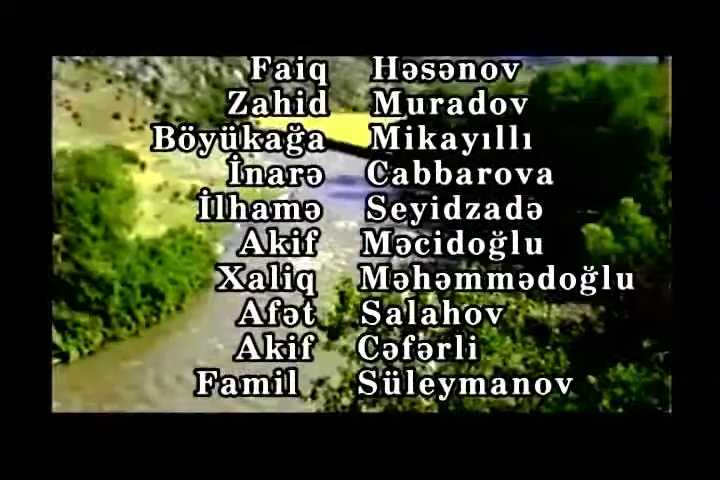 Faiq Həsənov
Zahid Muradov
Böyükağa Mikayıllı
İnarə Cabbarova
İlhamə Seyidzadə
Akif Məcidoğlu
Xaliq Məhəmmədoğlu
Afət Salahov
Akif Cəfərli
Famil Süleymanov